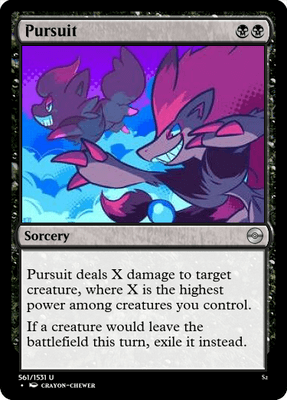 Pursuit
Sorcery
Pursuit deals X damage to target
creature, where X is the highest
power among creatures you control.
If a creature would leave the
battlefield this turn, exile it instead.
561/1531 U
CRAYON-CHEWER